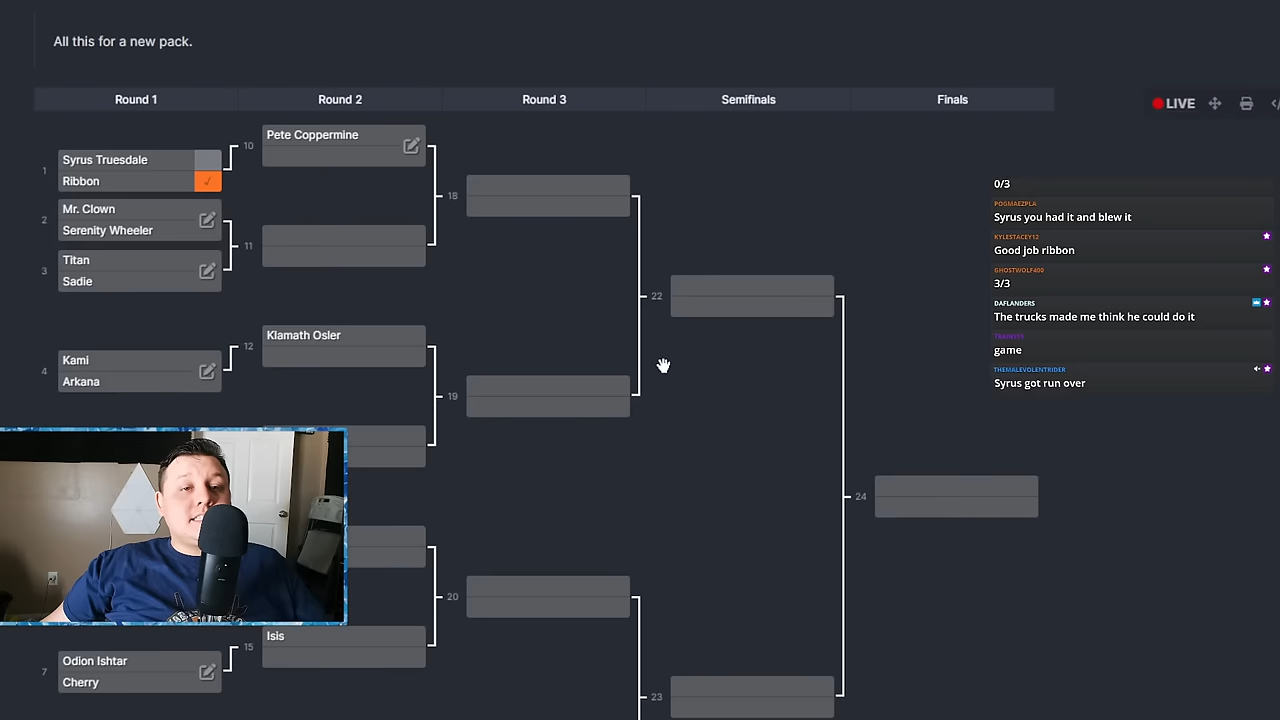 All this for a new pack.
Round 1
Round 2
Round 3
Semifinals
Finals
LIVE
1
Syrus Truesdale
Ribbon
2
Mr. Clown
Serenity Wheeler
3
Titan
Sadie
4
Kami
Arkana
7
Odion Ishtar
Cherry
10
Pete Coppermine
11
12
Klamath Osler
15
Isis
18
19
20
22
23
24
0/3
POGMAEZPLA
Syrus you had it and blew it
KYLESTACEY12
Good job ribbon
GHOSTWOLF400
3/3
DAFLANDERS
The trucks made me think he could do it
game
THEMALEVOLENTRIDER
Syrus got run over